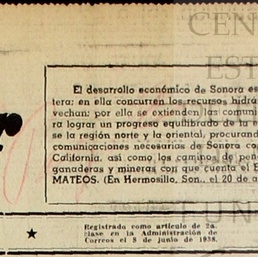 El desarrollo económico de Sonora es
tera; en ella concurren los recursos hidra
vechan; por ella se extienden las comuni
ra lograr un progreso equilibrado de la e
se la región norte y la oriental, procurand
comunicaciones necesarias de Sonora co
California, así como los caminos de pen
ganaderas y mineras con que cuenta el E
MATEOS. (En Hermosillo, Son., el 20 de a
Registrado como artículo de 2a.
clase en la Administración de
Correos el 8 de junio de 1938.
CEN
EST
FUN